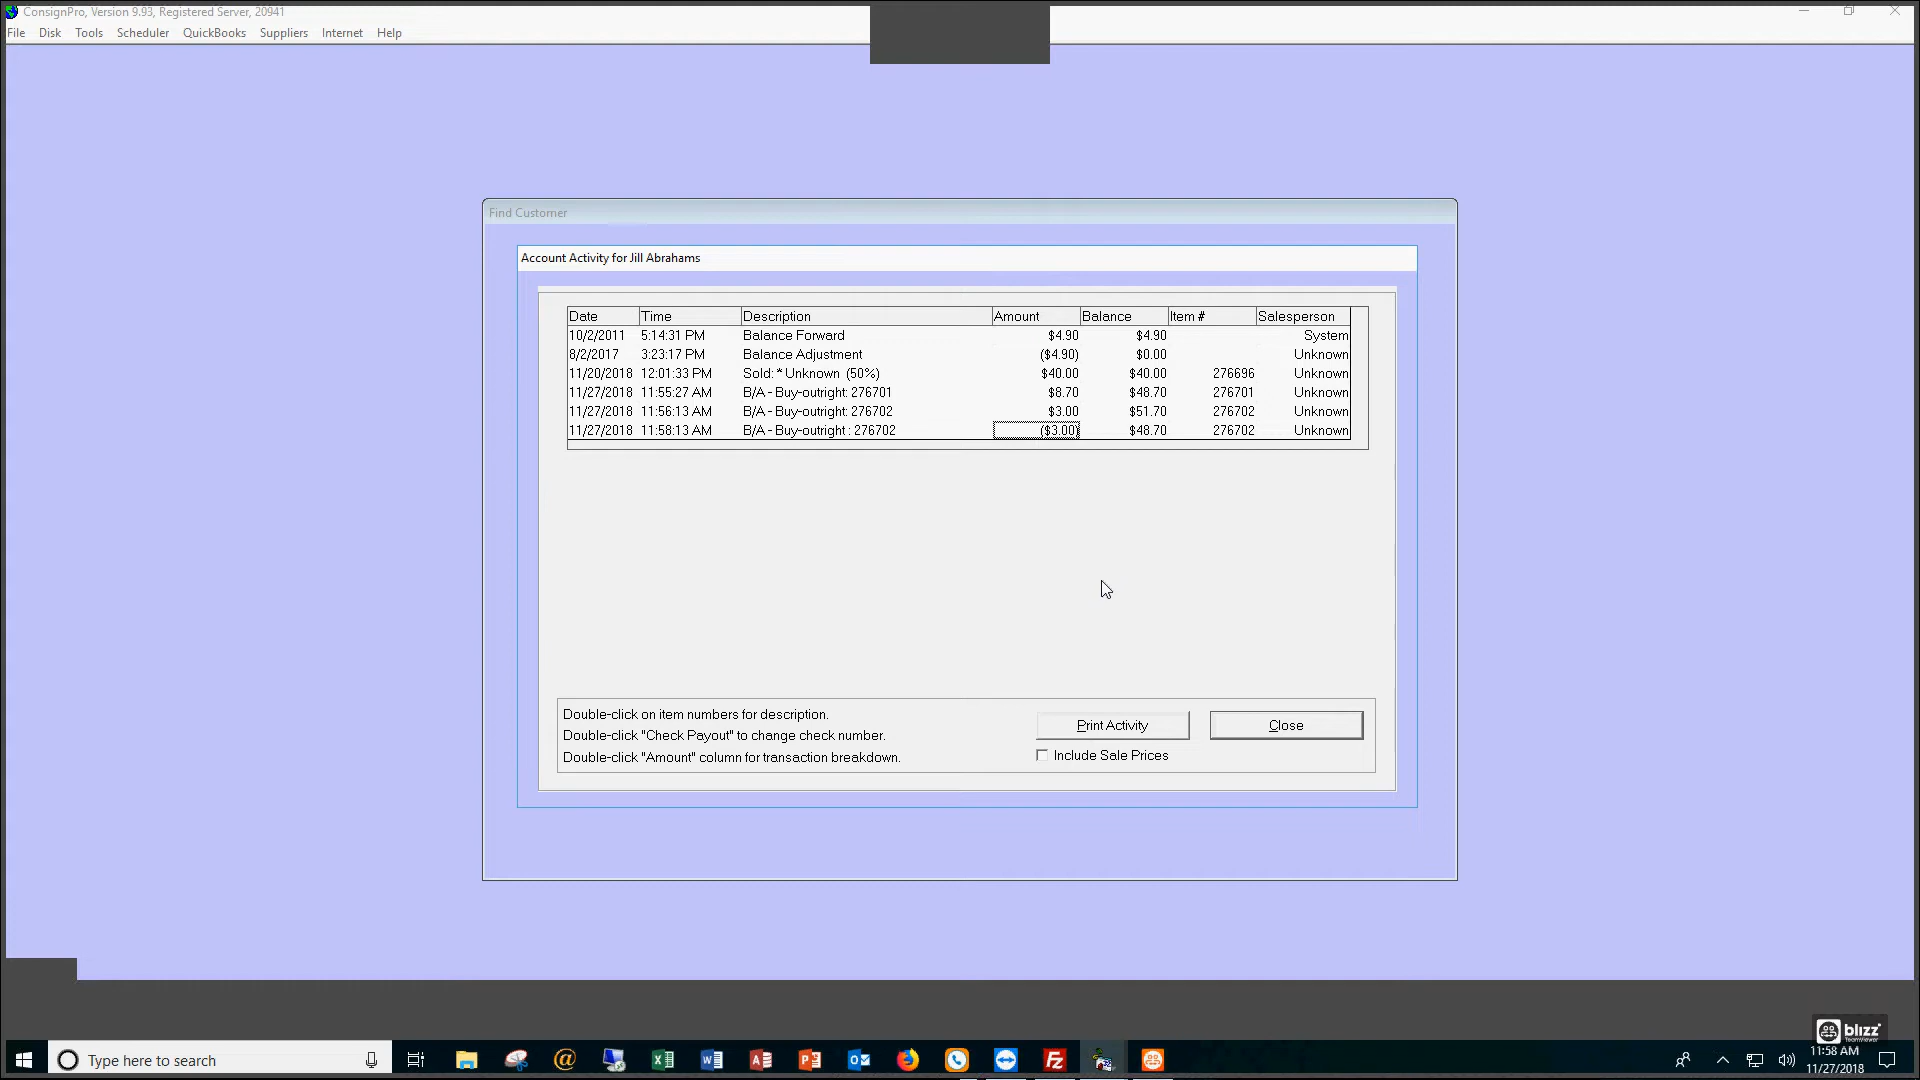 ConsignPro, Version 9.93, Registered Server, 20941
File Disk Tools Scheduler QuickBooks Suppliers Internet Help
Find Customer
Account Activity for Jill Abrahams
Date Time Description Amount Balance Item # Salesperson
10/2/2011 5:14:31 PM Balance Forward $4.90 $4.90 System
8/2/2017 3:23:17 PM Balance Adjustment ($4.90) $0.00 Unknown
11/20/2018 12:01:33 PM Sold: * Unknown (50%) $40.00 $40.00 276696 Unknown
11/27/2018 11:55:27 AM B/A - Buy-outright: 276701 $8.70 $48.70 276701 Unknown
11/27/2018 11:56:13 AM B/A - Buy-outright: 276702 $3.00 $51.70 276702 Unknown
11/27/2018 11:58:13 AM B/A - Buy-outright : 276702 ($3.00) $48.70 276702 Unknown
Double-click on item numbers for description.
Double-click "Check Payout" to change check number.
Double-click "Amount" column for transaction breakdown.
Print Activity Close
Include Sale Prices
blizz
TeamViewer
Type here to search
11:58 AM
11/27/2018